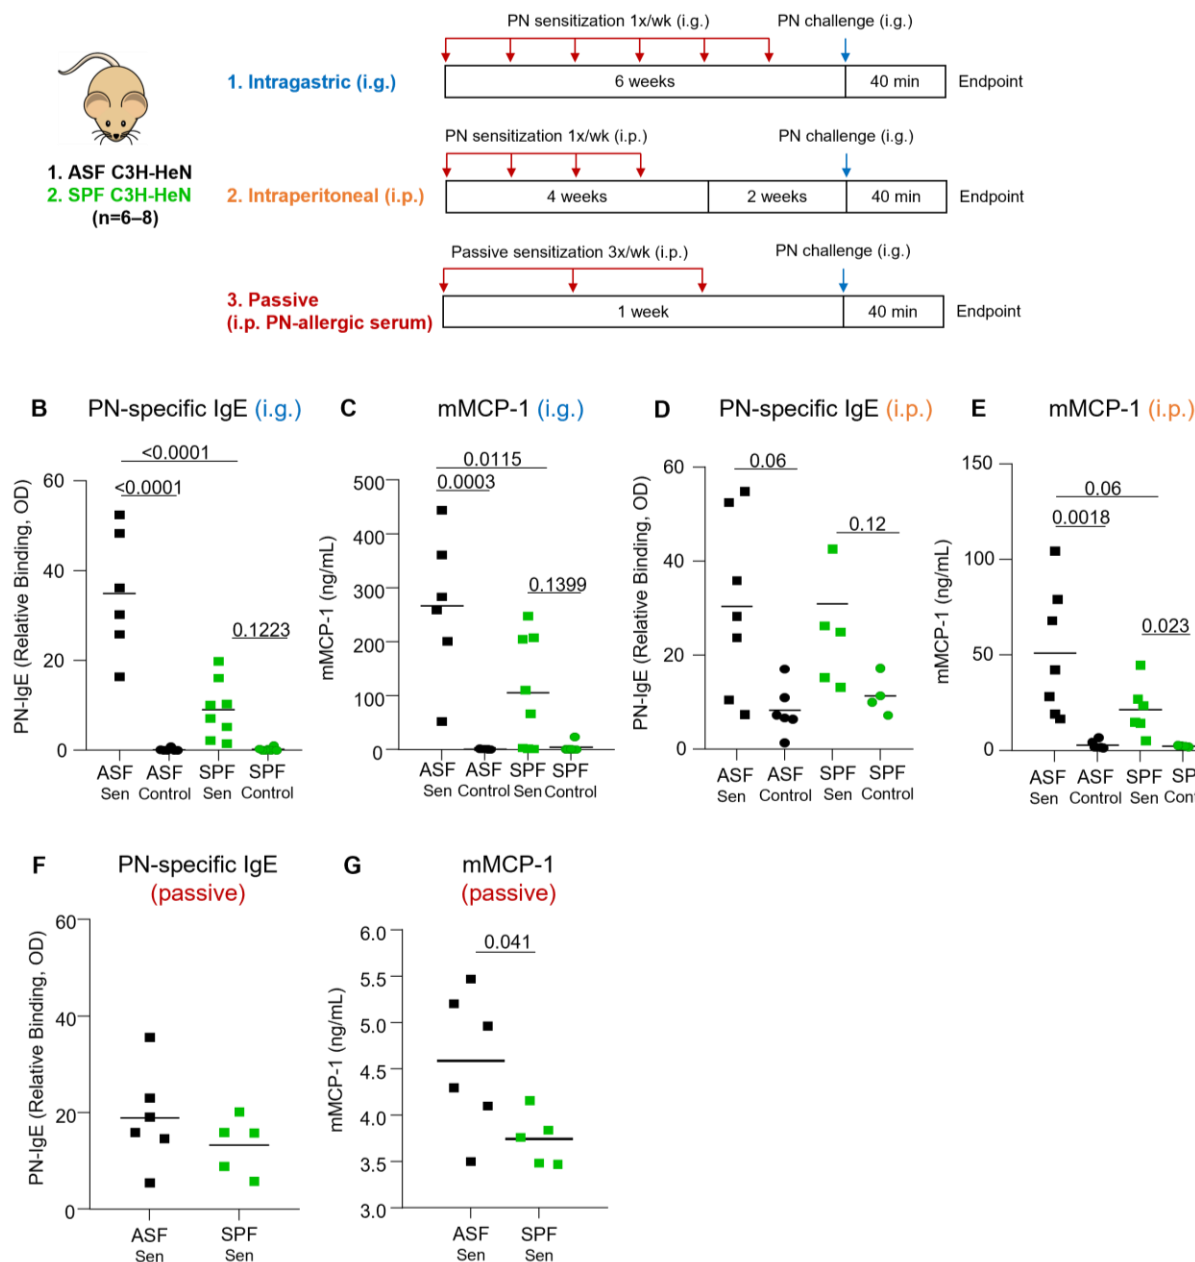 PN sensitization 1x/wk (i.g.)
PN challenge (i.g.)
1. Intragastric (i.g.)
6 weeks
40 min
Endpoint
PN sensitization 1x/wk (i.p.)
PN challenge (i.g.)
1. ASF C3H-HeN
2. SPF C3H-HeN
(n=6–8)
2. Intraperitoneal (i.p.)
4 weeks
2 weeks
40 min
Endpoint
Passive sensitization 3x/wk (i.p.)
PN challenge (i.g.)
3. Passive
(i.p. PN-allergic serum)
1 week
40 min
Endpoint
B
PN-specific IgE (i.g.)
PN-IgE (Relative Binding, OD)
60
40
20
0
<0.0001
<0.0001
0.1223
ASF
Sen
ASF
Control
SPF
Sen
SPF
Control
C
mMCP-1 (i.g.)
mMCP-1 (ng/mL)
500
400
300
200
100
0
0.0115
0.0003
0.1399
ASF
Sen
ASF
Control
SPF
Sen
SPF
Control
D
PN-specific IgE (i.p.)
PN-IgE (Relative Binding, OD)
60
40
20
0
0.06
0.12
ASF
Sen
ASF
Control
SPF
Sen
SPF
Control
E
mMCP-1 (i.p.)
mMCP-1 (ng/mL)
150
100
50
0
0.06
0.0018
0.023
ASF
Sen
ASF
Control
SPF
Sen
SP
Cont
F
PN-specific IgE
(passive)
PN-IgE (Relative Binding, OD)
60
40
20
0
ASF
Sen
SPF
Sen
G
mMCP-1
(passive)
mMCP-1 (ng/mL)
6.0
5.5
5.0
4.5
4.0
3.5
3.0
0.041
ASF
Sen
SPF
Sen